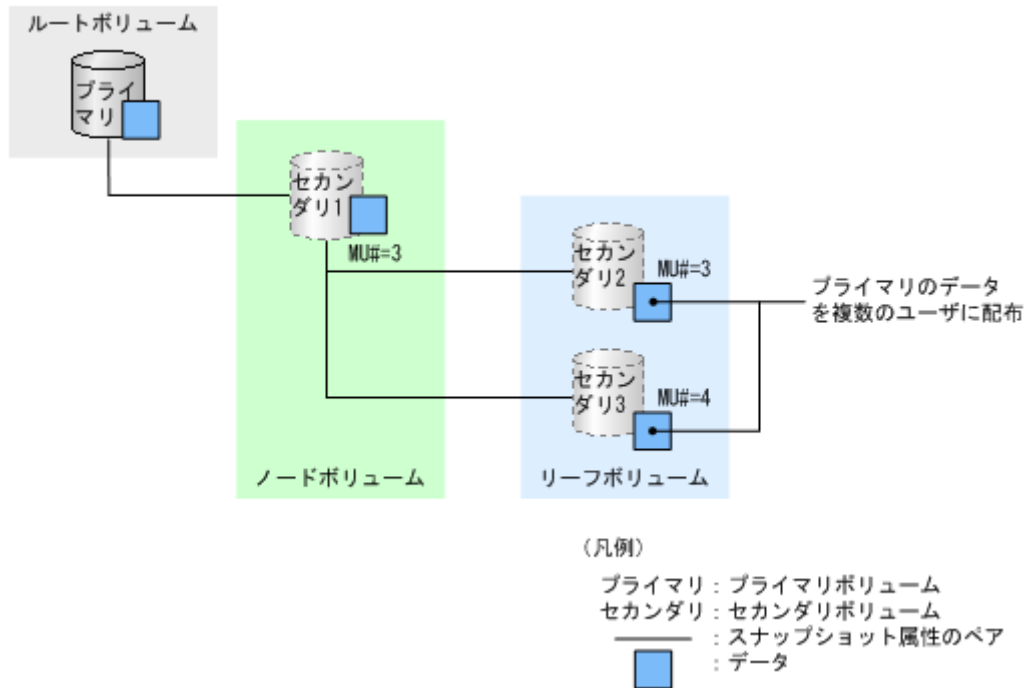 ルートボリューム
プライ
マリ
セカン
ダリ1
MU#=3
セカン
ダリ2
MU#=3
プライマリのデータ
を複数のユーザに配布
セカン
ダリ3
MU#=4
ノードボリューム
リーフボリューム
（凡例）
プライマリ：プライマリボリューム
セカンダリ：セカンダリボリューム
：スナップショット属性のペア
：データ